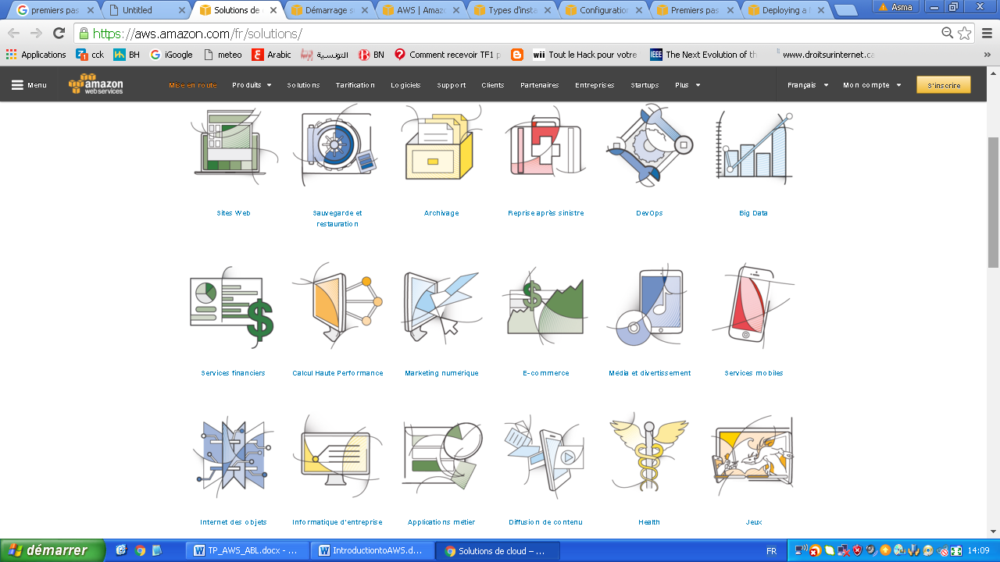 premiers pas
Untitled
Solutions de c
Démarrage se
AWS | Amazo
Types d'insta
Configuration
Premiers pas
Deploying a
Asma
https://aws.amazon.com/fr/solutions/
Applications
cck
BH
iGoogle
meteo
Arabic
التونسية
BN
Comment recevoir TF1 p
Tout le Hack pour vot
The Next Evolution of th
www.droitsurinternet.ca
Menu
amazon
web services
Mise en route
Produits
Solutions
Tarification
Logiciels
Support
Clients
Partenaires
Entreprises
Startups
Plus
Français
Mon compte
S'inscrire
Sites Web
Sauvegarde et
restauration
Archivage
Reprise après sinistre
DevOps
Big Data
Services financiers
Calcul Haute Performance
Marketing numérique
E-commerce
Média et divertissement
Services mobiles
Internet des objets
Informatique d'entreprise
Applications métier
Diffusion de contenu
Health
Jeux
démarrer
TP_AWS_ABL.docx - ...
IntroductiontoAWS.d...
Solutions de cloud – ...
FR
14:09